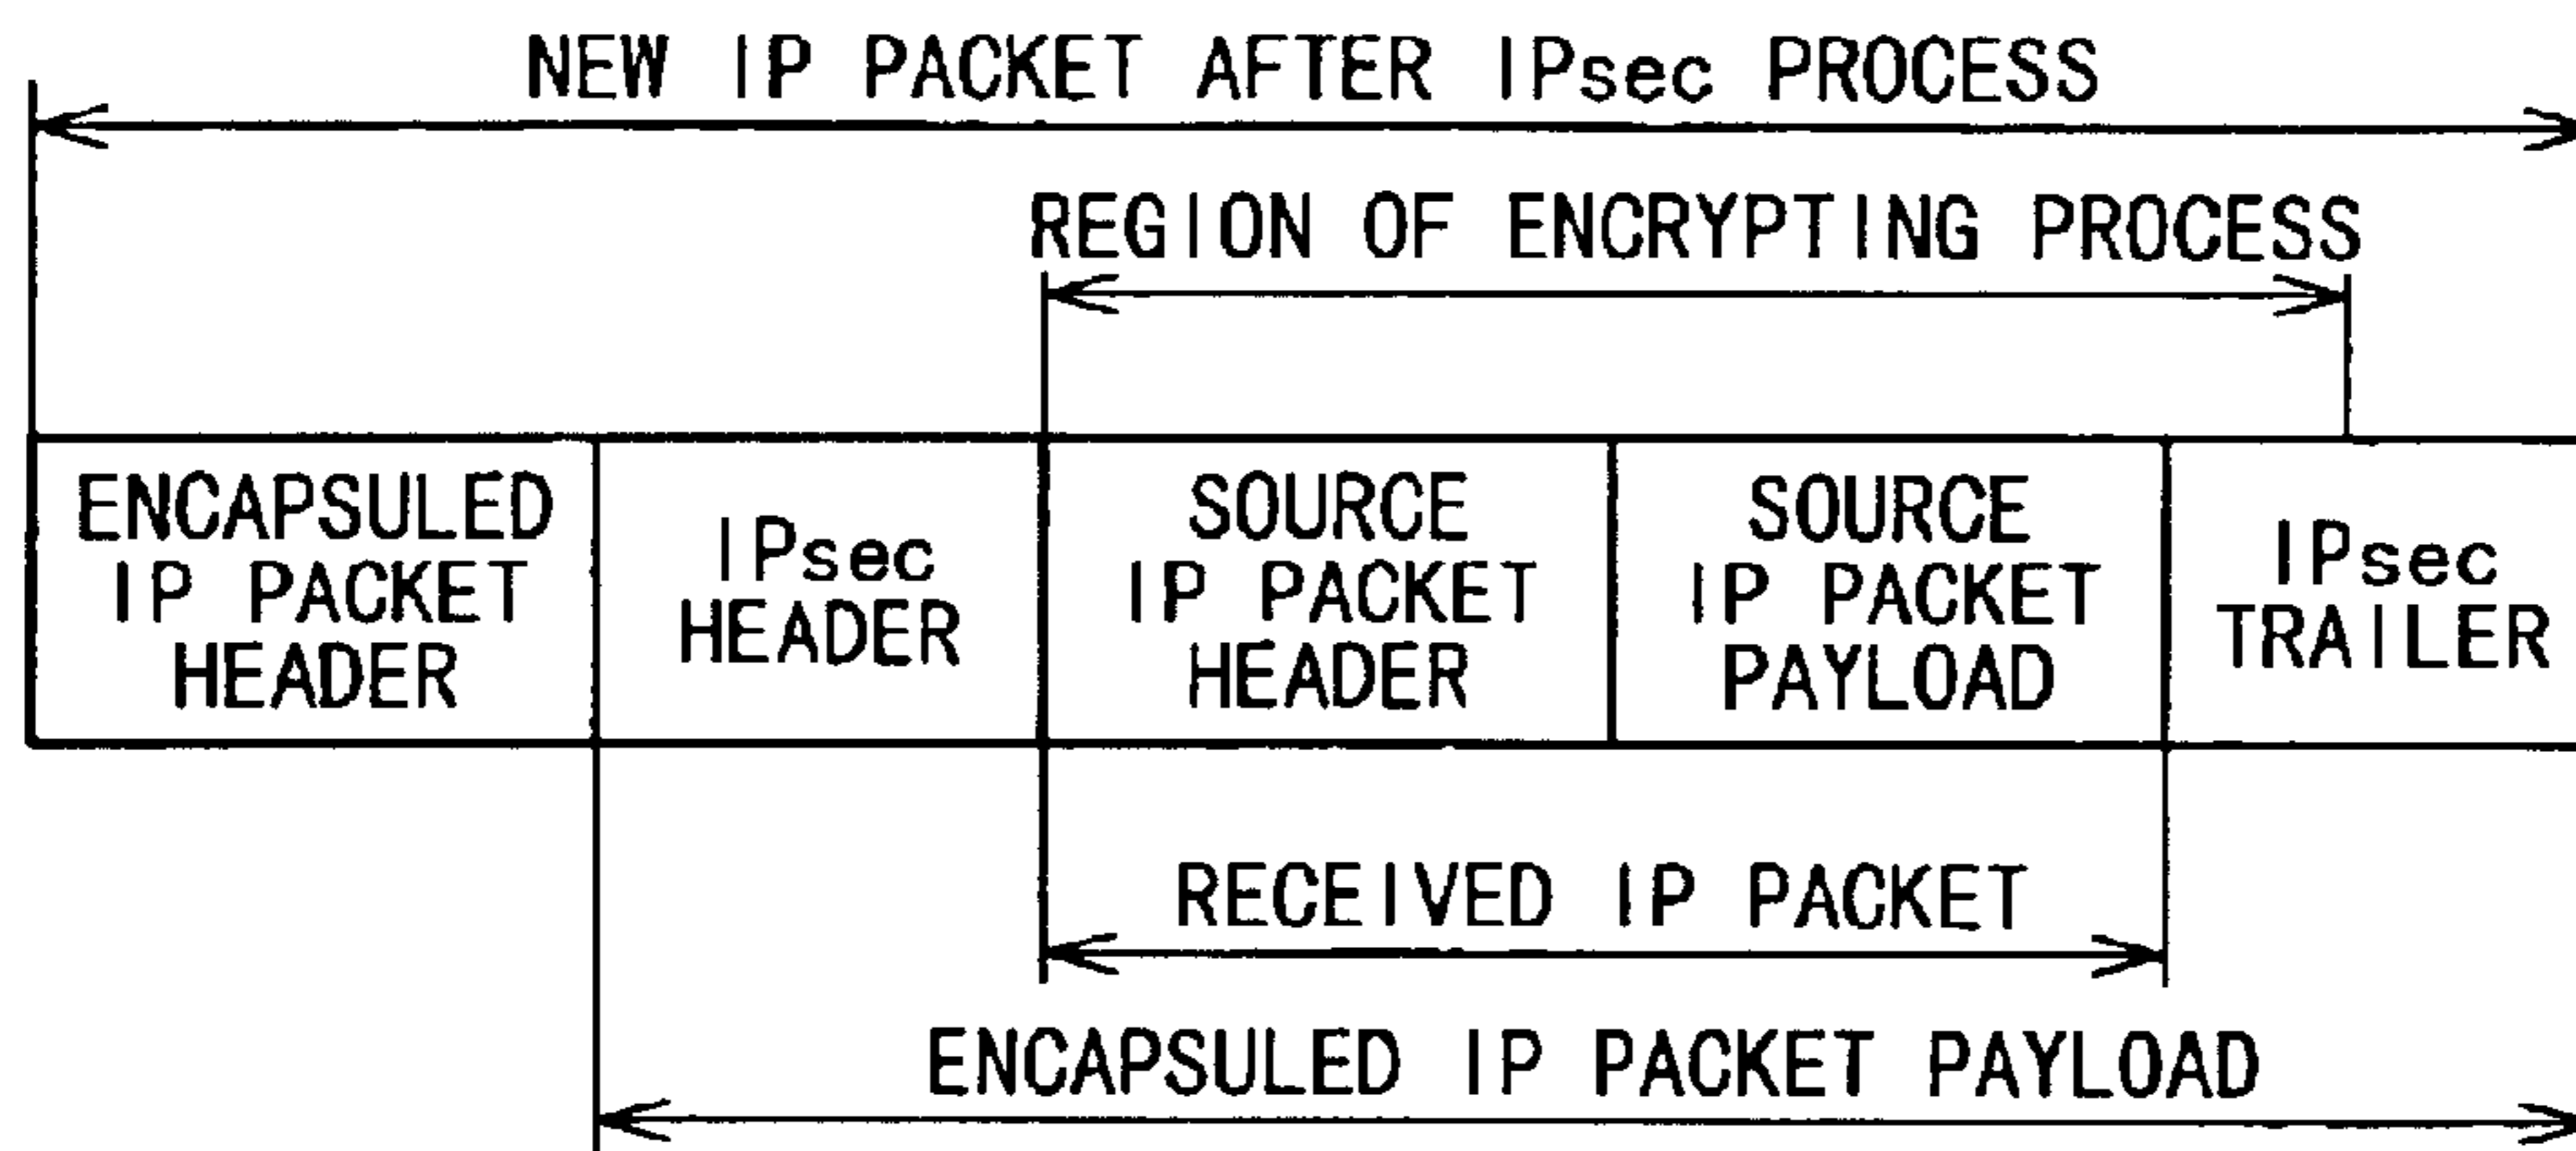 NEW IP PACKET AFTER IPsec PROCESS
REGION OF ENCRYPTING PROCESS
ENCAPSULED
IP PACKET
HEADER
IPsec
HEADER
SOURCE
IP PACKET
HEADER
SOURCE
IP PACKET
PAYLOAD
IPsec
TRAILER
RECEIVED IP PACKET
ENCAPSULED IP PACKET PAYLOAD